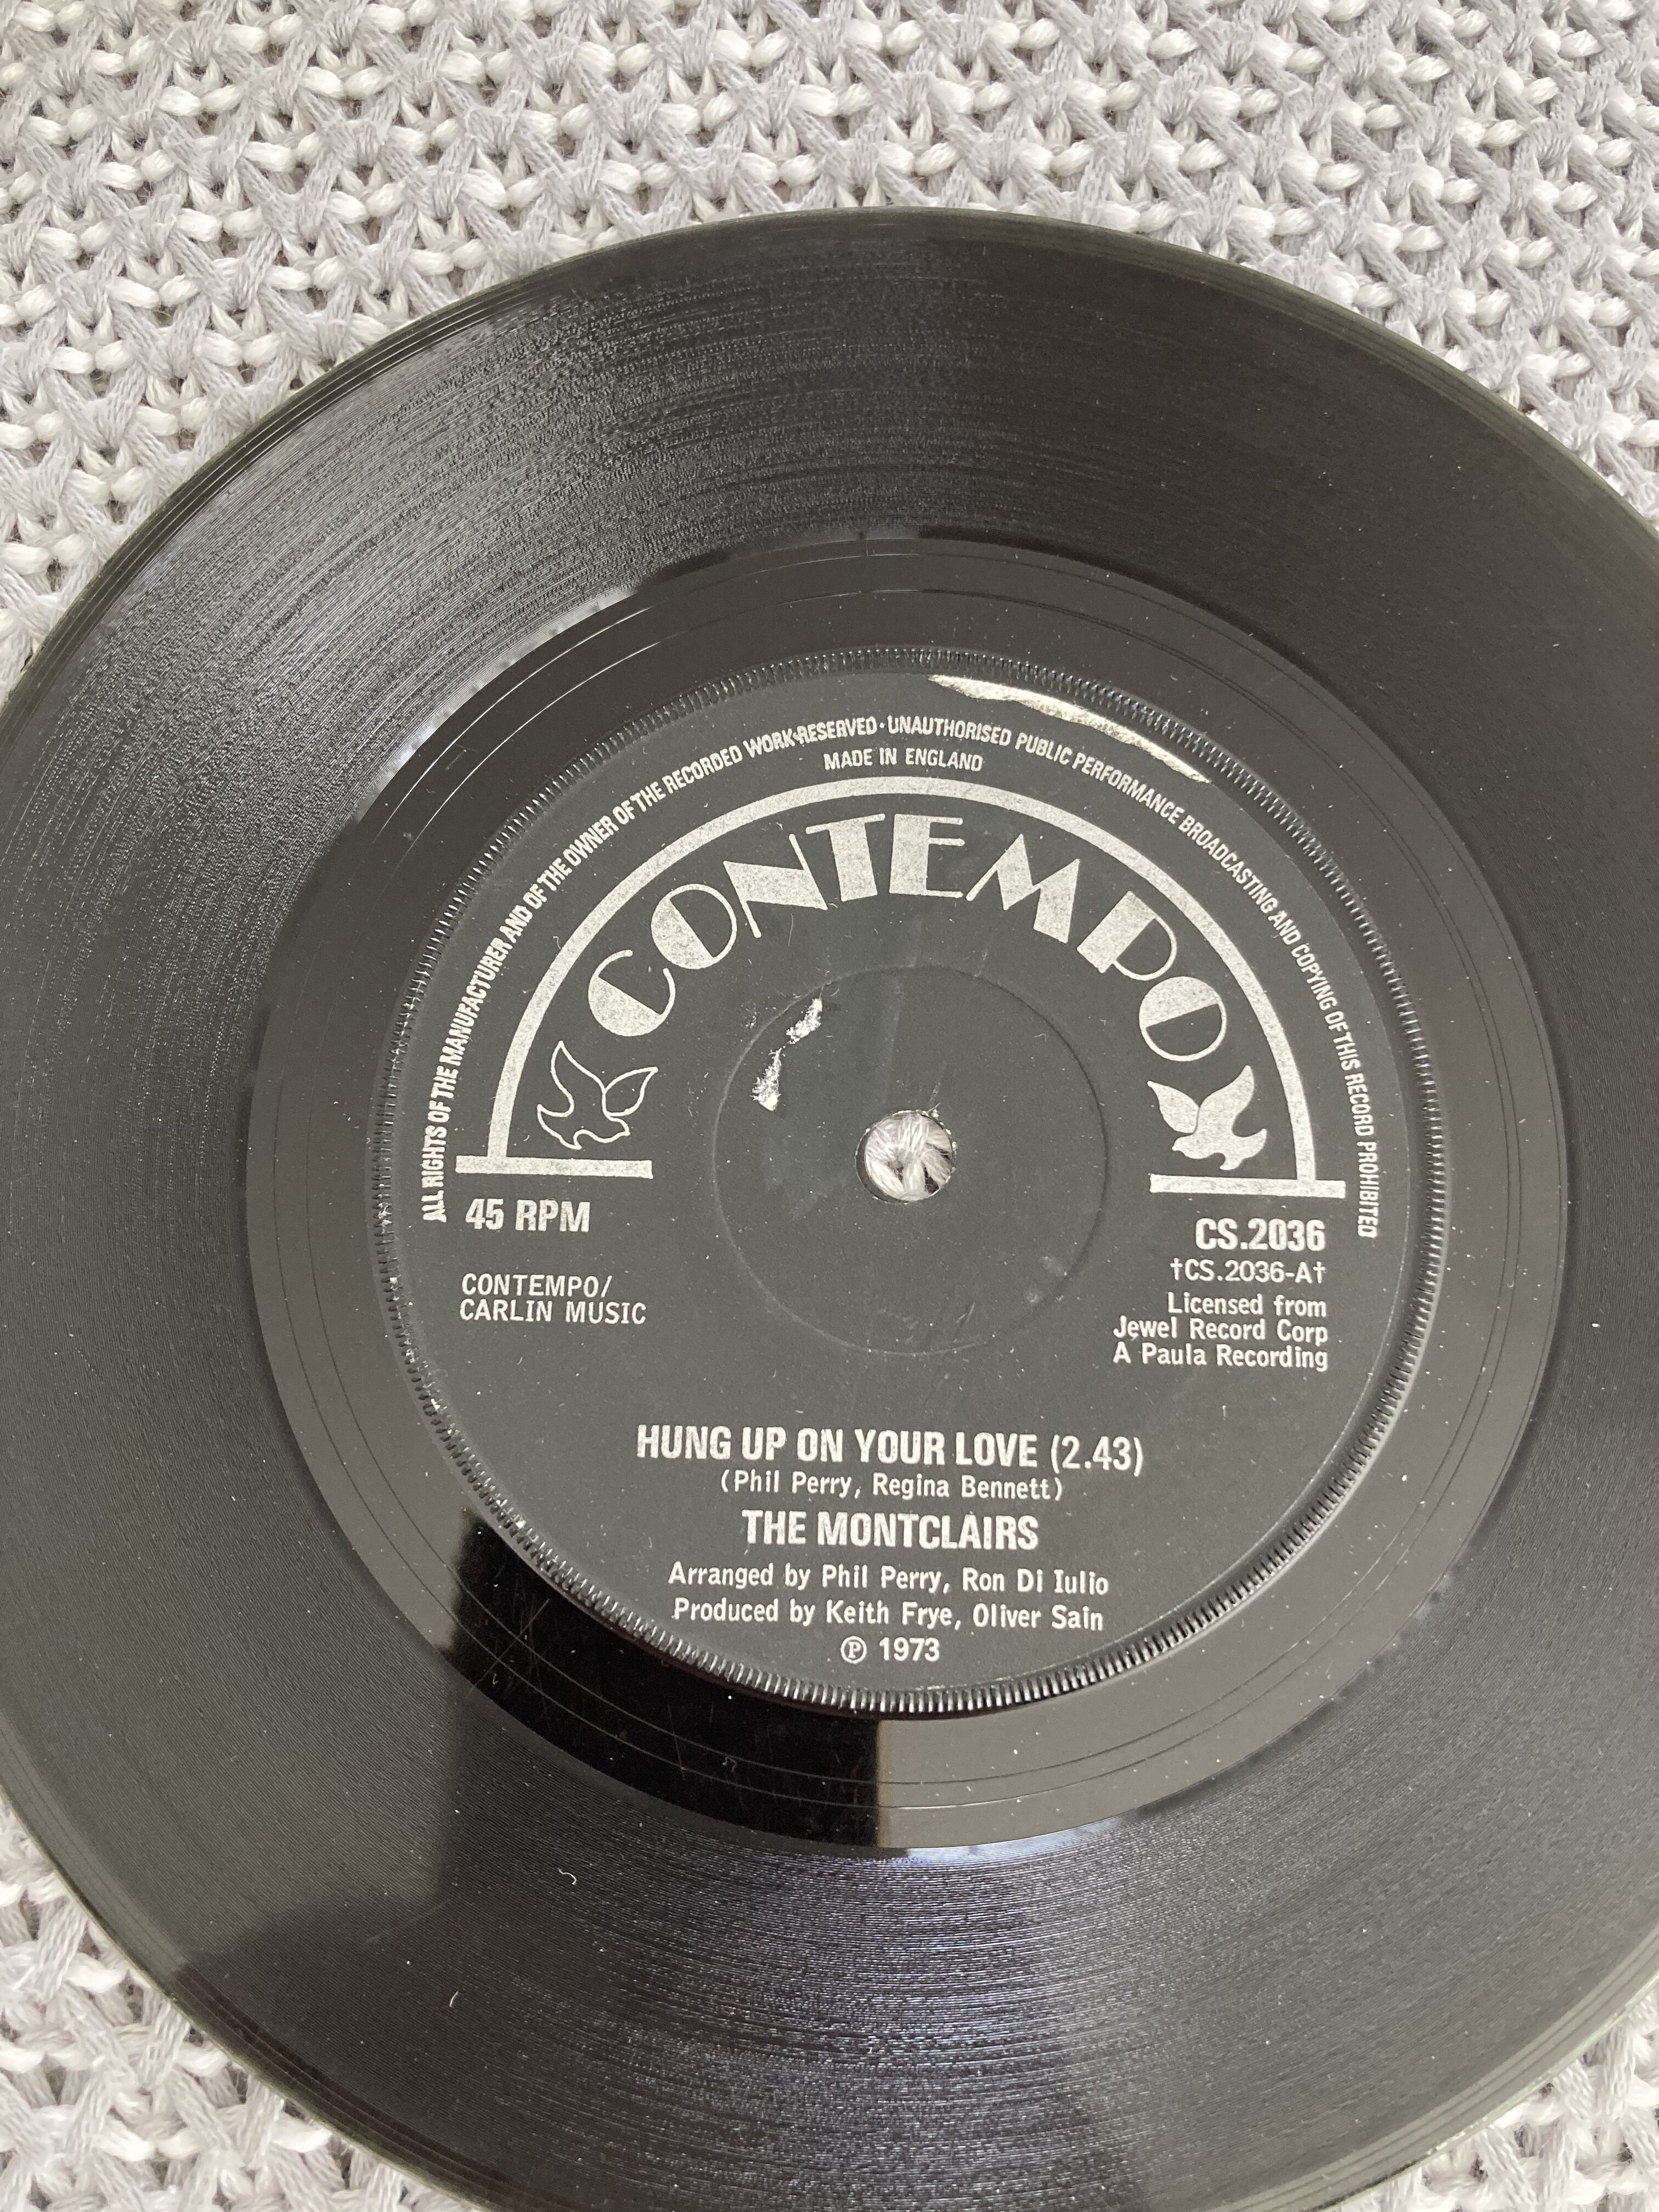 ALL RIGHTS OF THE MANUFACTURER AND OF THE OWNER OF THE RECORDED WORK RESERVED · UNAUTHORISED PUBLIC PERFORMANCE BROADCASTING AND COPYING OF THIS RECORD PROHIBITED
MADE IN ENGLAND
CONTEMPO
45 RPM
CONTEMPO/
CARLIN MUSIC
CS.2036
†CS.2036-A†
Licensed from
Jewel Record Corp
A Paula Recording
HUNG UP ON YOUR LOVE (2.43)
(Phil Perry, Regina Bennett)
THE MONTCLAIRS
Arranged by Phil Perry, Ron Di Iulio
Produced by Keith Frye, Oliver Sain
℗ 1973